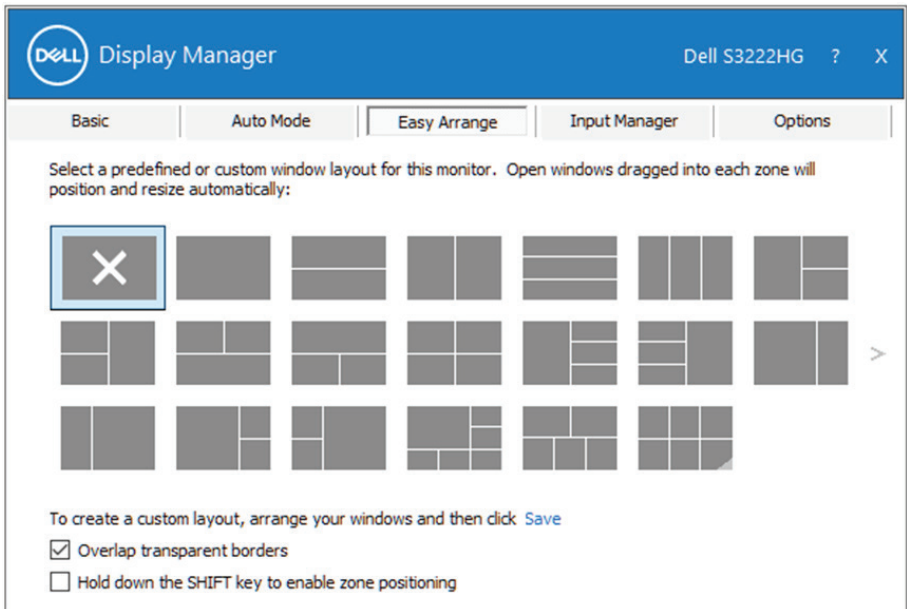 DELL Display Manager Dell S3222HG ? X
Basic Auto Mode Easy Arrange Input Manager Options
Select a predefined or custom window layout for this monitor. Open windows dragged into each zone will
position and resize automatically:
>
To create a custom layout, arrange your windows and then click Save
Overlap transparent borders
Hold down the SHIFT key to enable zone positioning